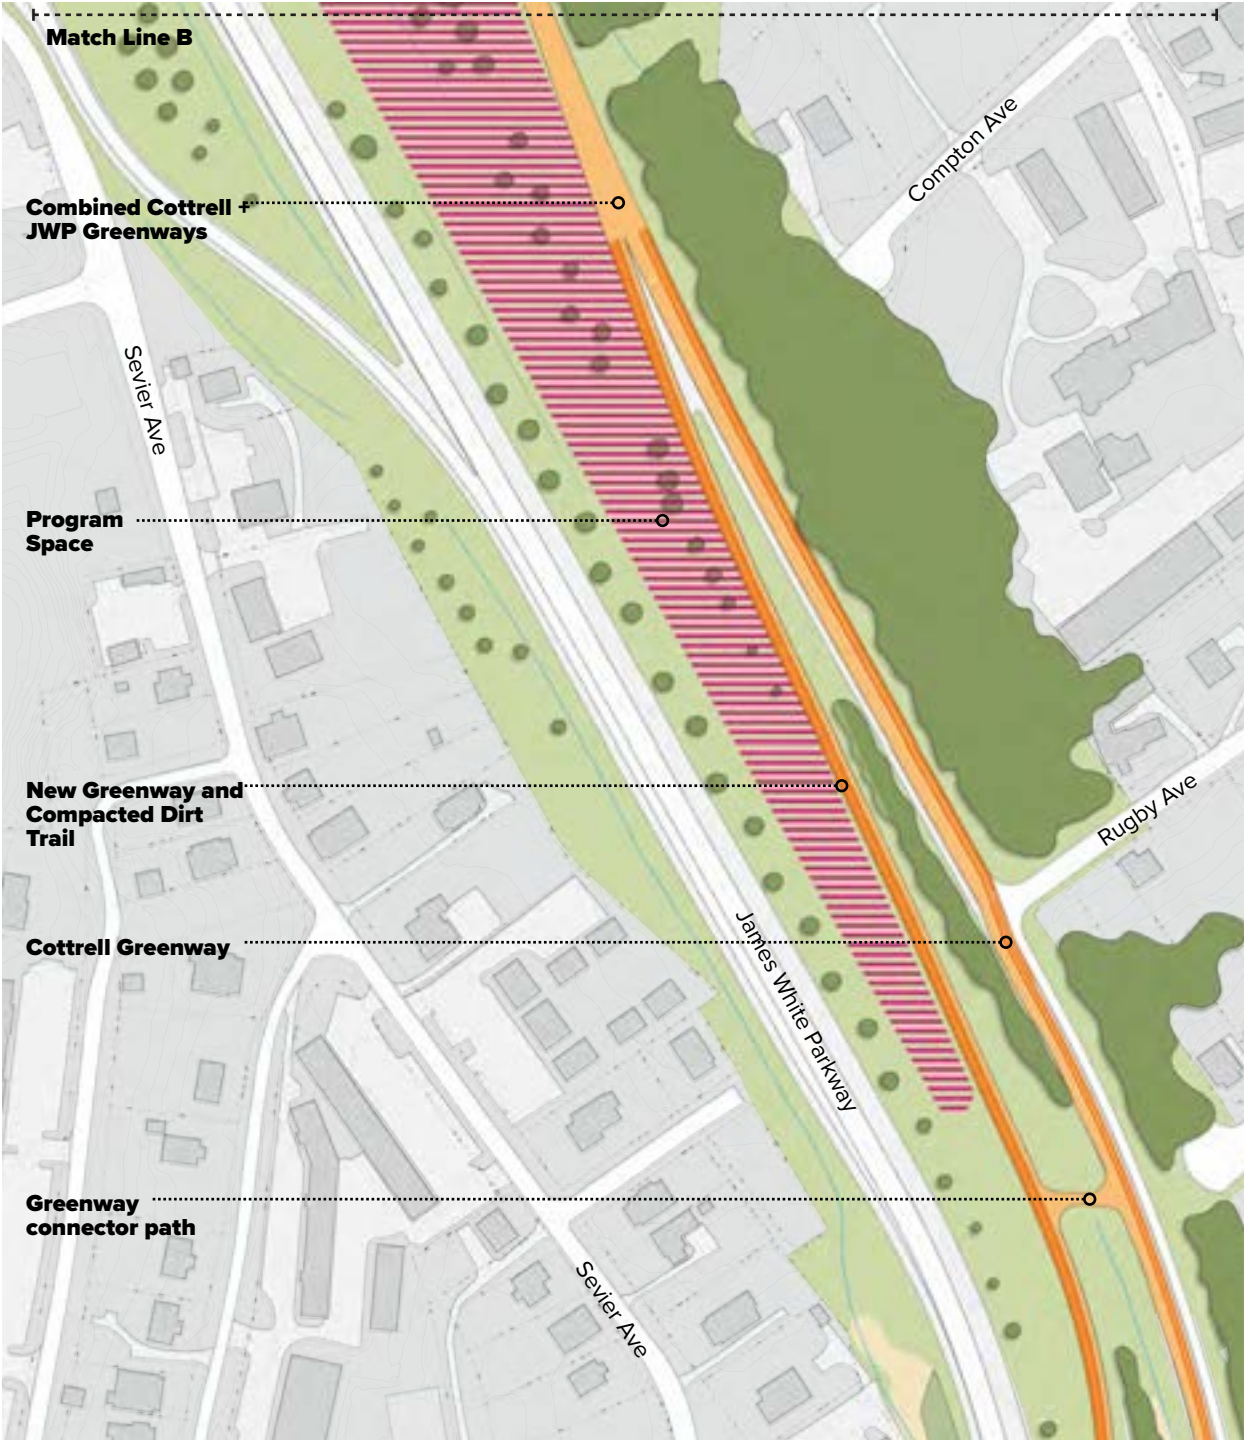 Match Line B
Compton Ave
Combined Cottrell +
JWP Greenways
Sevier Ave
Program
Space
New Greenway and
Compacted Dirt
Trail
Rugby Ave
Cottrell Greenway
James White Parkway
Greenway
connector path
Sevier Ave